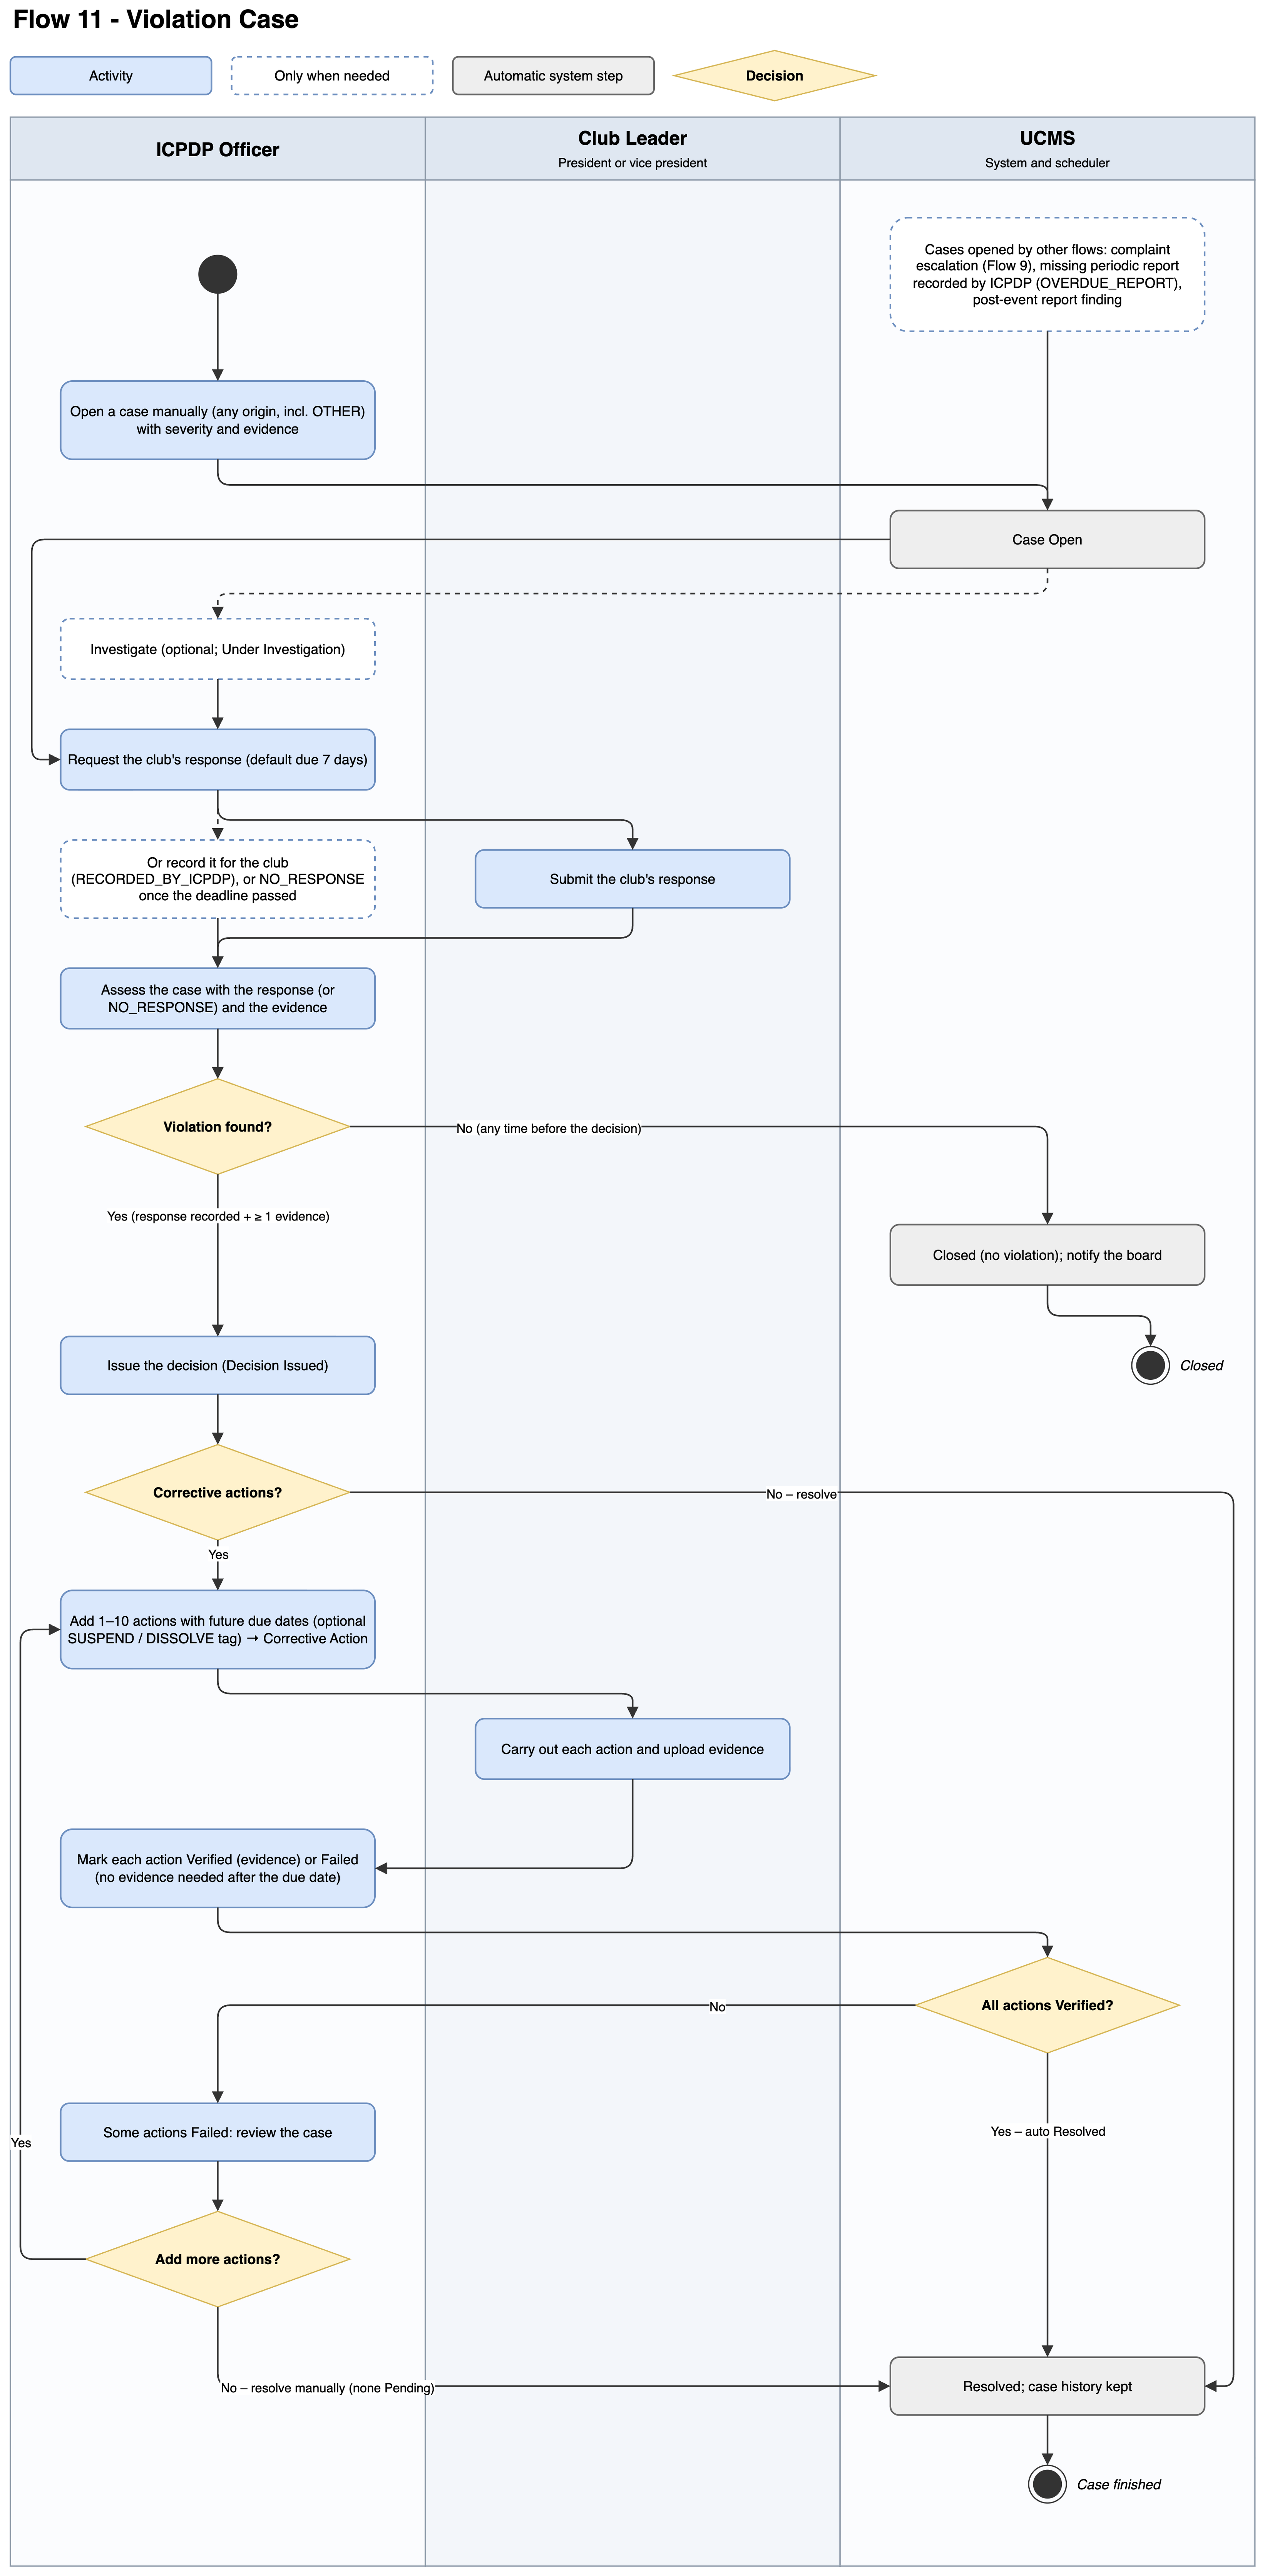 Flow 11 - Violation Case
Activity
Only when needed
Automatic system step
Decision
ICPDP Officer
Club Leader
President or vice president
UCMS
System and scheduler
Cases opened by other flows: complaint
escalation (Flow 9), missing periodic report
recorded by ICPDP (OVERDUE_REPORT),
post-event report finding
Open a case manually (any origin, incl. OTHER)
with severity and evidence
Case Open
Investigate (optional; Under Investigation)
Request the club's response (default due 7 days)
Or record it for the club
(RECORDED_BY_ICPDP), or NO_RESPONSE
once the deadline passed
Submit the club's response
Assess the case with the response (or
NO_RESPONSE) and the evidence
Violation found?
No (any time before the decision)
Yes (response recorded + ≥ 1 evidence)
Closed (no violation); notify the board
Issue the decision (Decision Issued)
Closed
Corrective actions?
No – resolve
Yes
Add 1–10 actions with future due dates (optional
SUSPEND / DISSOLVE tag) → Corrective Action
Carry out each action and upload evidence
Mark each action Verified (evidence) or Failed
(no evidence needed after the due date)
All actions Verified?
No
Some actions Failed: review the case
Yes – auto Resolved
Yes
Add more actions?
No – resolve manually (none Pending)
Resolved; case history kept
Case finished